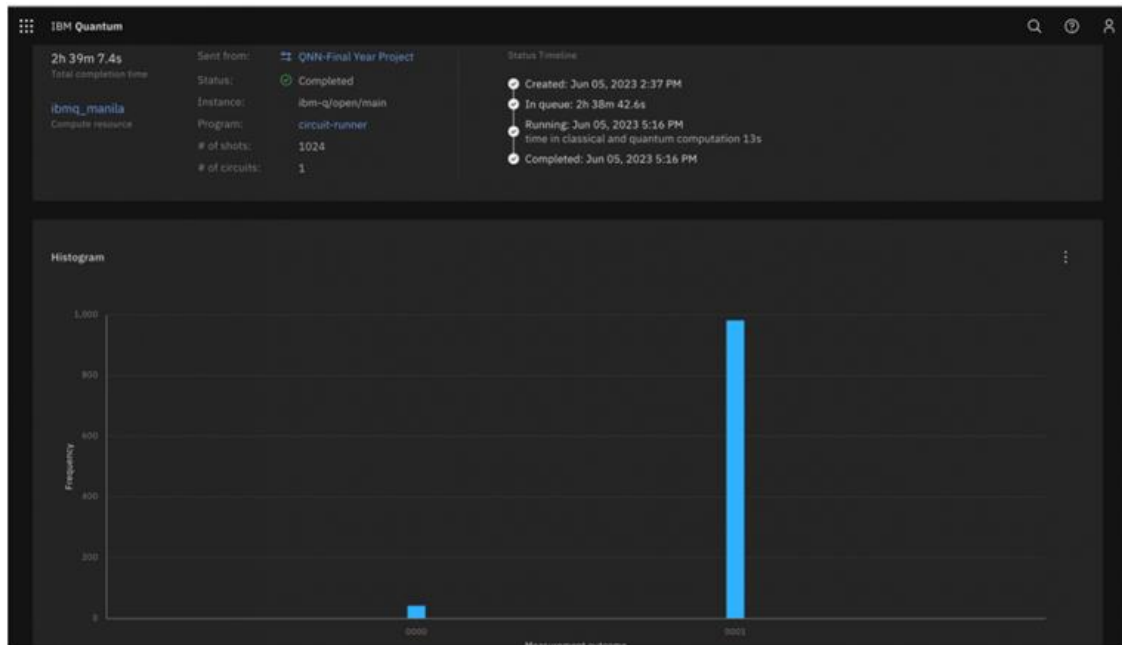 IBM Quantum
2h 39m 7.4s
Total completion time
ibmq_manila
Compute resource
Sent from: QNN-Final Year Project
Status: Completed
Instance: ibm-q/open/main
Program: circuit-runner
# of shots: 1024
# of circuits: 1
Status Timeline
Created: Jun 05, 2023 2:37 PM
In queue: 2h 38m 42.6s
Running: Jun 05, 2023 5:16 PM
time in classical and quantum computation 13s
Completed: Jun 05, 2023 5:16 PM
Histogram
1,000
800
600
400
200
0
Frequency
0000
0001
Measurement outcome